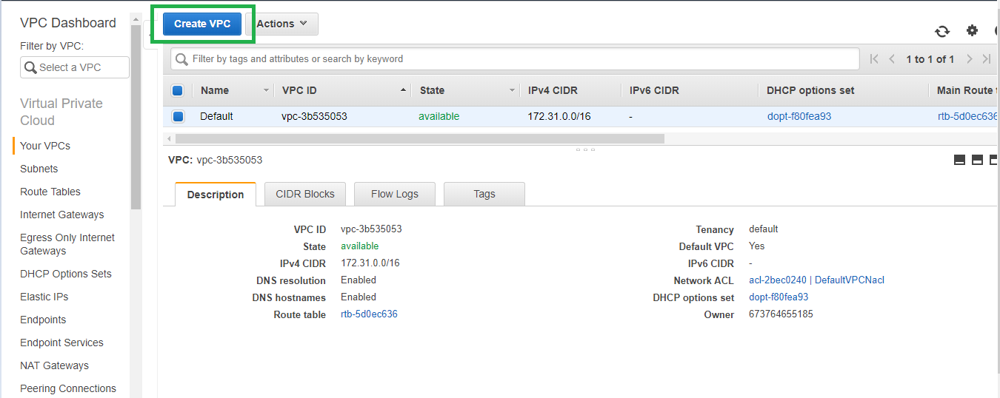 VPC Dashboard
Filter by VPC:
Select a VPC
Virtual Private
Cloud
Your VPCs
Subnets
Route Tables
Internet Gateways
Egress Only Internet
Gateways
DHCP Options Sets
Elastic IPs
Endpoints
Endpoint Services
NAT Gateways
Peering Connections
Create VPC Actions
Filter by tags and attributes or search by keyword
1 to 1 of 1
Name VPC ID State IPv4 CIDR IPv6 CIDR DHCP options set Main Route
Default vpc-3b535053 available 172.31.0.0/16 - dopt-f80fea93 rtb-5d0ec636
VPC: vpc-3b535053
Description CIDR Blocks Flow Logs Tags
VPC ID vpc-3b535053 Tenancy default
State available Default VPC Yes
IPv4 CIDR 172.31.0.0/16 IPv6 CIDR -
DNS resolution Enabled Network ACL acl-2bec0240 | DefaultVPCNacl
DNS hostnames Enabled DHCP options set dopt-f80fea93
Route table rtb-5d0ec636 Owner 673764655185